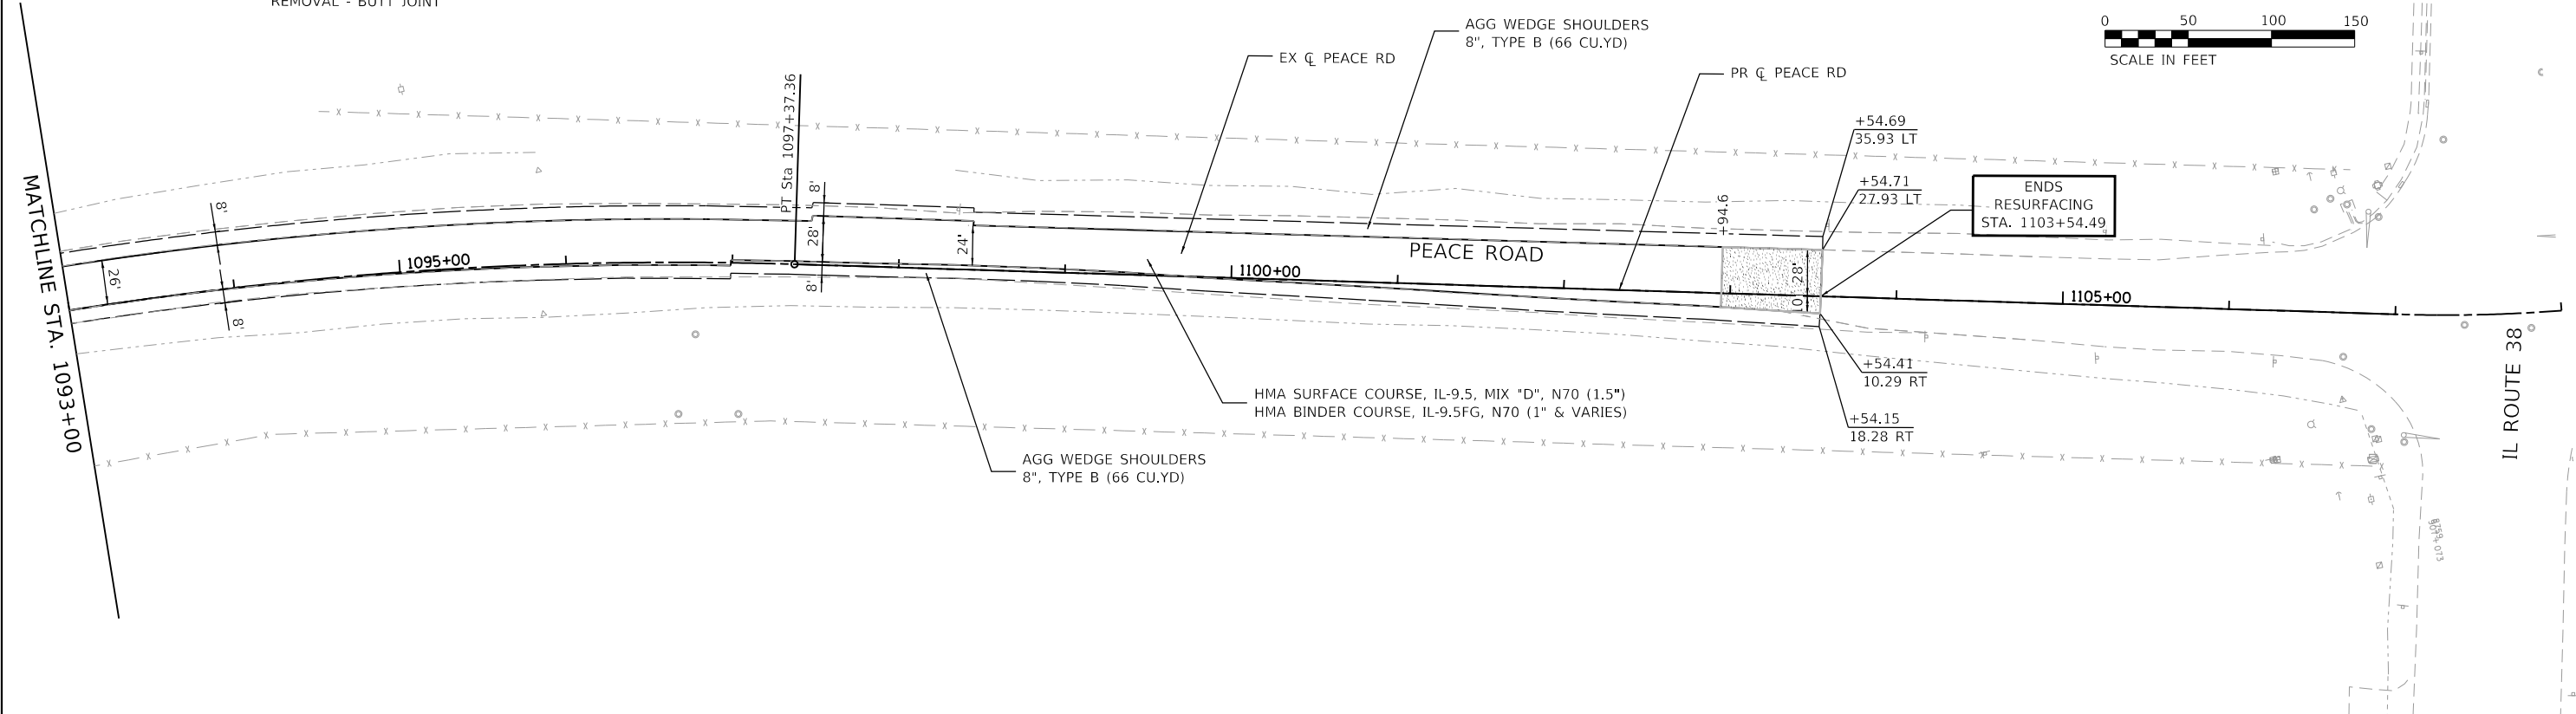 REMOVAL - BUTT JOINT
AGG WEDGE SHOULDERS
8", TYPE B (66 CU.YD)
0 50 100 150
SCALE IN FEET
EX ℄ PEACE RD
PR ℄ PEACE RD
PT Sta 1097+37.36
+54.69
35.93 LT
+54.71
27.93 LT
ENDS
RESURFACING
STA. 1103+54.49
MATCHLINE STA. 1093+00
8'
26'
8'
1095+00
8'
28'
8'
24'
1100+00
PEACE ROAD
+94.6
28'
10'
1105+00
+54.41
10.29 RT
+54.15
18.28 RT
HMA SURFACE COURSE, IL-9.5, MIX "D", N70 (1.5")
HMA BINDER COURSE, IL-9.5FG, N70 (1" & VARIES)
AGG WEDGE SHOULDERS
8", TYPE B (66 CU.YD)
IL ROUTE 38